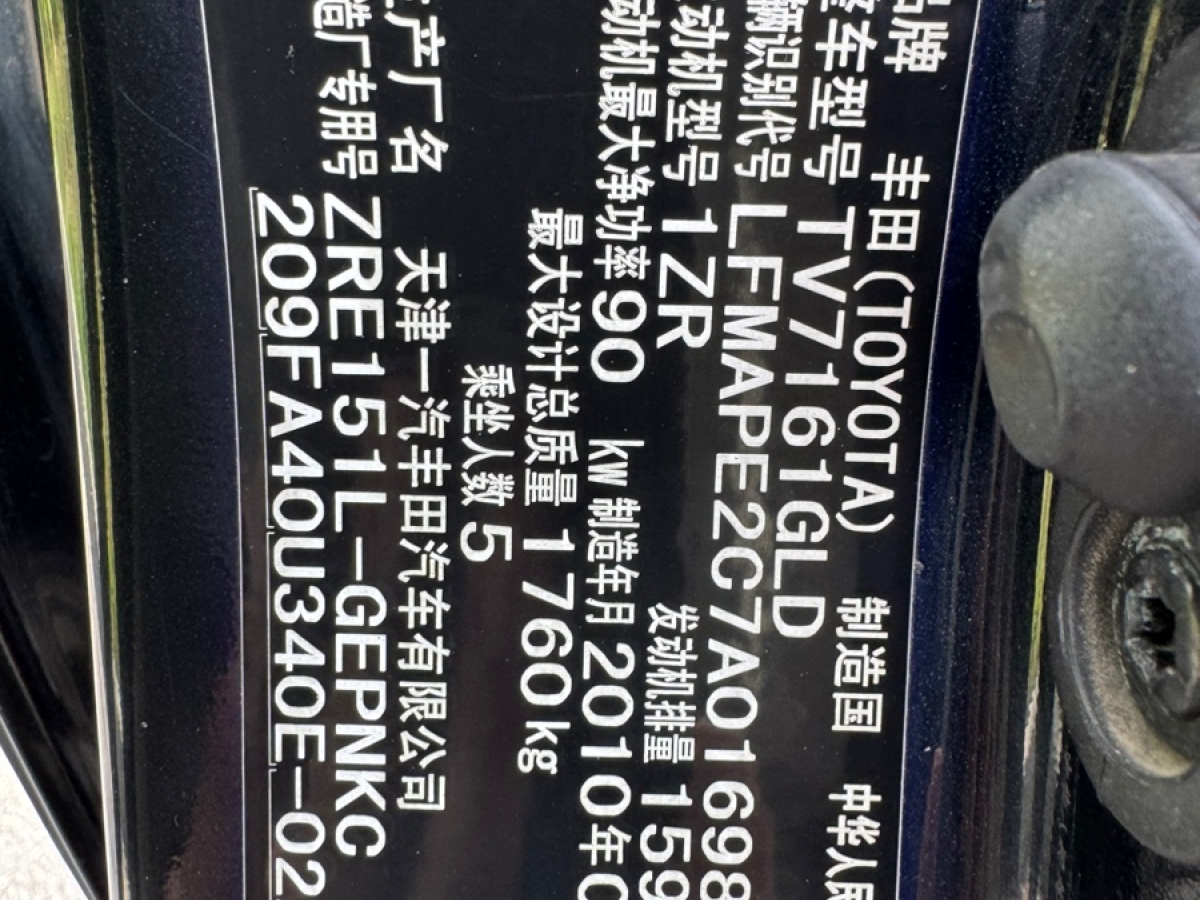 品牌 丰田(TOYOTA) 制造国 中华人民
整车型号 TV7161GLD
辆识别代号 LFMAPE2C7A01698
发动机型号 1ZR 发动机排量 159
发动机最大净功率 90 kW 制造年月 2010年0
最大设计总质量 1760kg
乘坐人数 5
生产厂名 天津一汽丰田汽车有限公司
造厂专用号 ZRE151L-GEPNKC
209FA40U340E-02